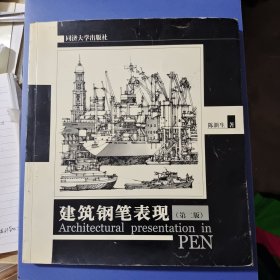 同济大学出版社
陈新生 著
建筑钢笔表现（第二版）
Architectural presentation in
PEN